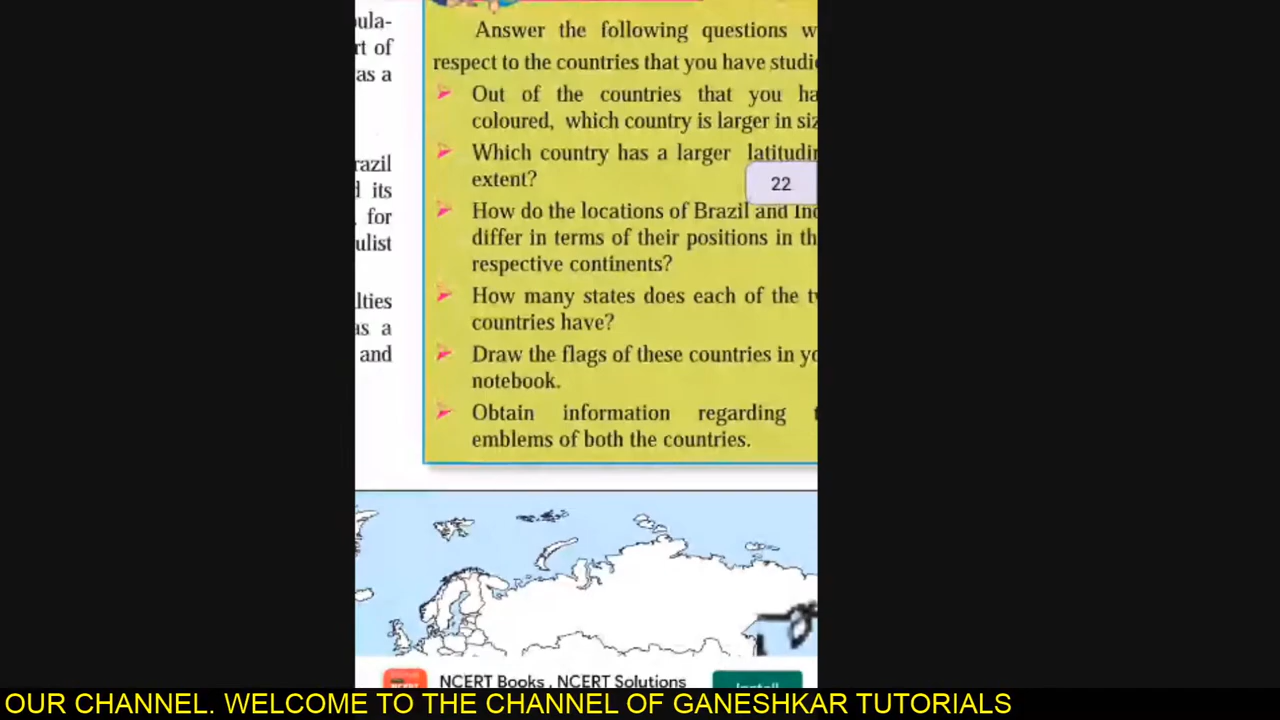 ula-
rt of
as a
razil
its
for
ulist
lties
as a
and
Answer the following questions w
respect to the countries that you have studi
Out of the countries that you ha
coloured, which country is larger in siz
Which country has a larger latitudin
extent?
22
How do the locations of Brazil and Ind
differ in terms of their positions in th
respective continents?
How many states does each of the tw
countries have?
Draw the flags of these countries in yo
notebook.
Obtain information regarding t
emblems of both the countries.
NCERT Books , NCERT Solutions
Install
OUR CHANNEL. WELCOME TO THE CHANNEL OF GANESHKAR TUTORIALS